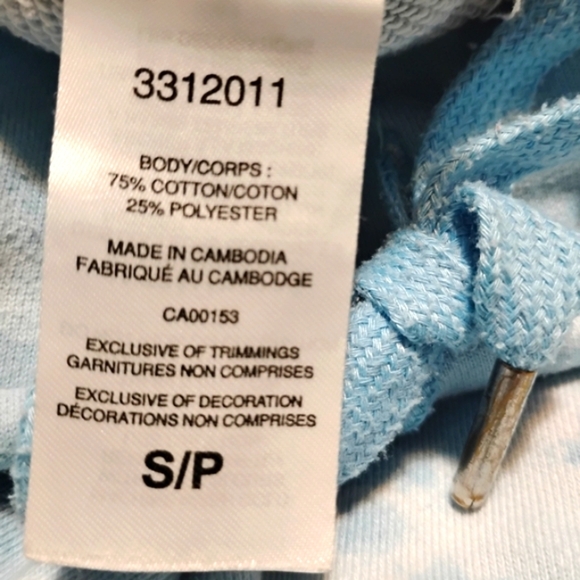 3312011
BODY/CORPS :
75% COTTON/COTON
25% POLYESTER
MADE IN CAMBODIA
FABRIQUÉ AU CAMBODGE
CA00153
EXCLUSIVE OF TRIMMINGS
GARNITURES NON COMPRISES
EXCLUSIVE OF DECORATION
DÉCORATIONS NON COMPRISES
S/P